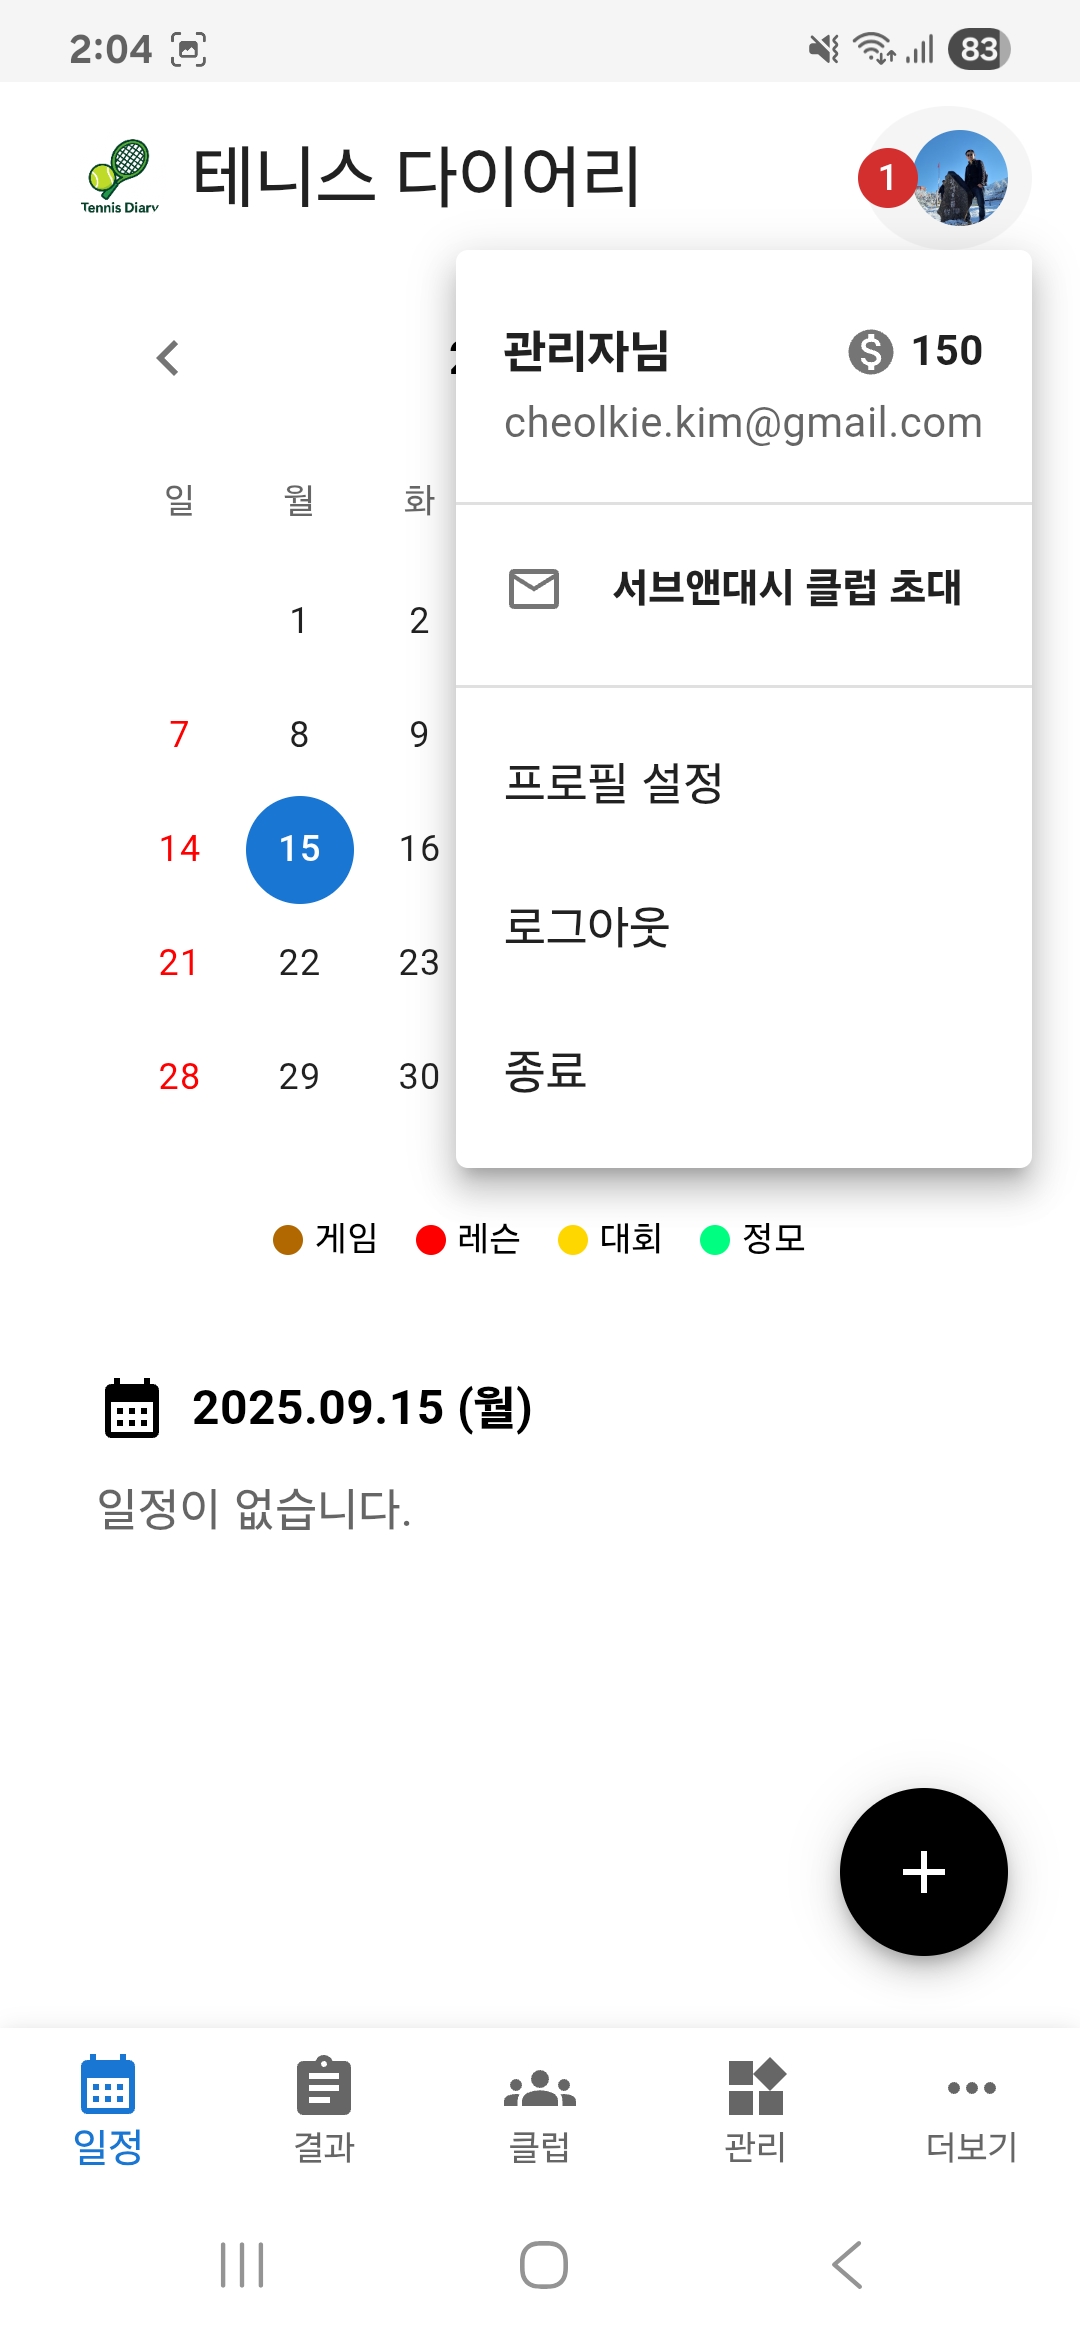 2:04
83
Tennis Diary
테니스 다이어리
1
관리자님
150
cheolkie.kim@gmail.com
서브앤대시 클럽 초대
프로필 설정
로그아웃
종료
일 월 화
1 2
7 8 9
14 15 16
21 22 23
28 29 30
게임 레슨 대회 정모
2025.09.15 (월)
일정이 없습니다.
일정 결과 클럽 관리 더보기